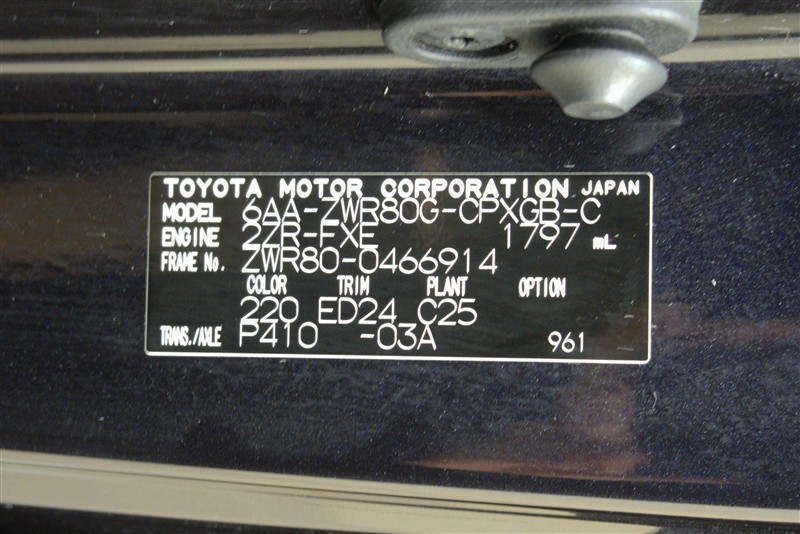 TOYOTA MOTOR CORPORATION JAPAN
MODEL 6AA-ZWR80G-CPXGB-C
ENGINE 2ZR-FXE 1797 mL
FRAME No. ZWR80-0466914
COLOR TRIM PLANT OPTION
220 ED24 C25
TRANS./AXLE P410 -03A 961